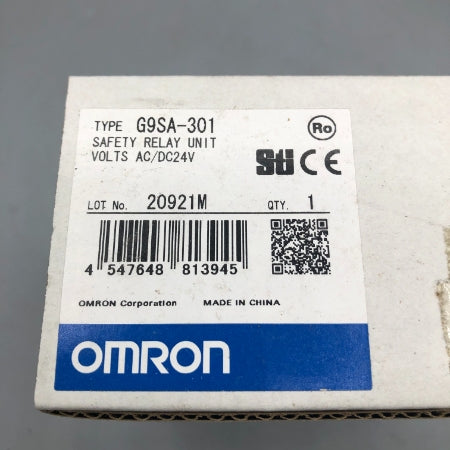 TYPE G9SA-301
Ro
SAFETY RELAY UNIT
VOLTS AC/DC24V
Sti CE
LOT No. 20921M QTY. 1
4 547648 813945
OMRON Corporation MADE IN CHINA
OMRON